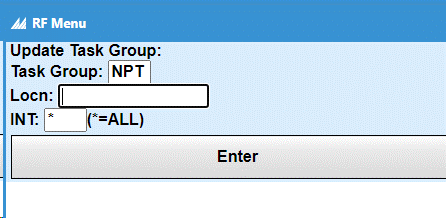 RF Menu
Update Task Group:
Task Group: NPT
Locn:
INT: * (*=ALL)
Enter